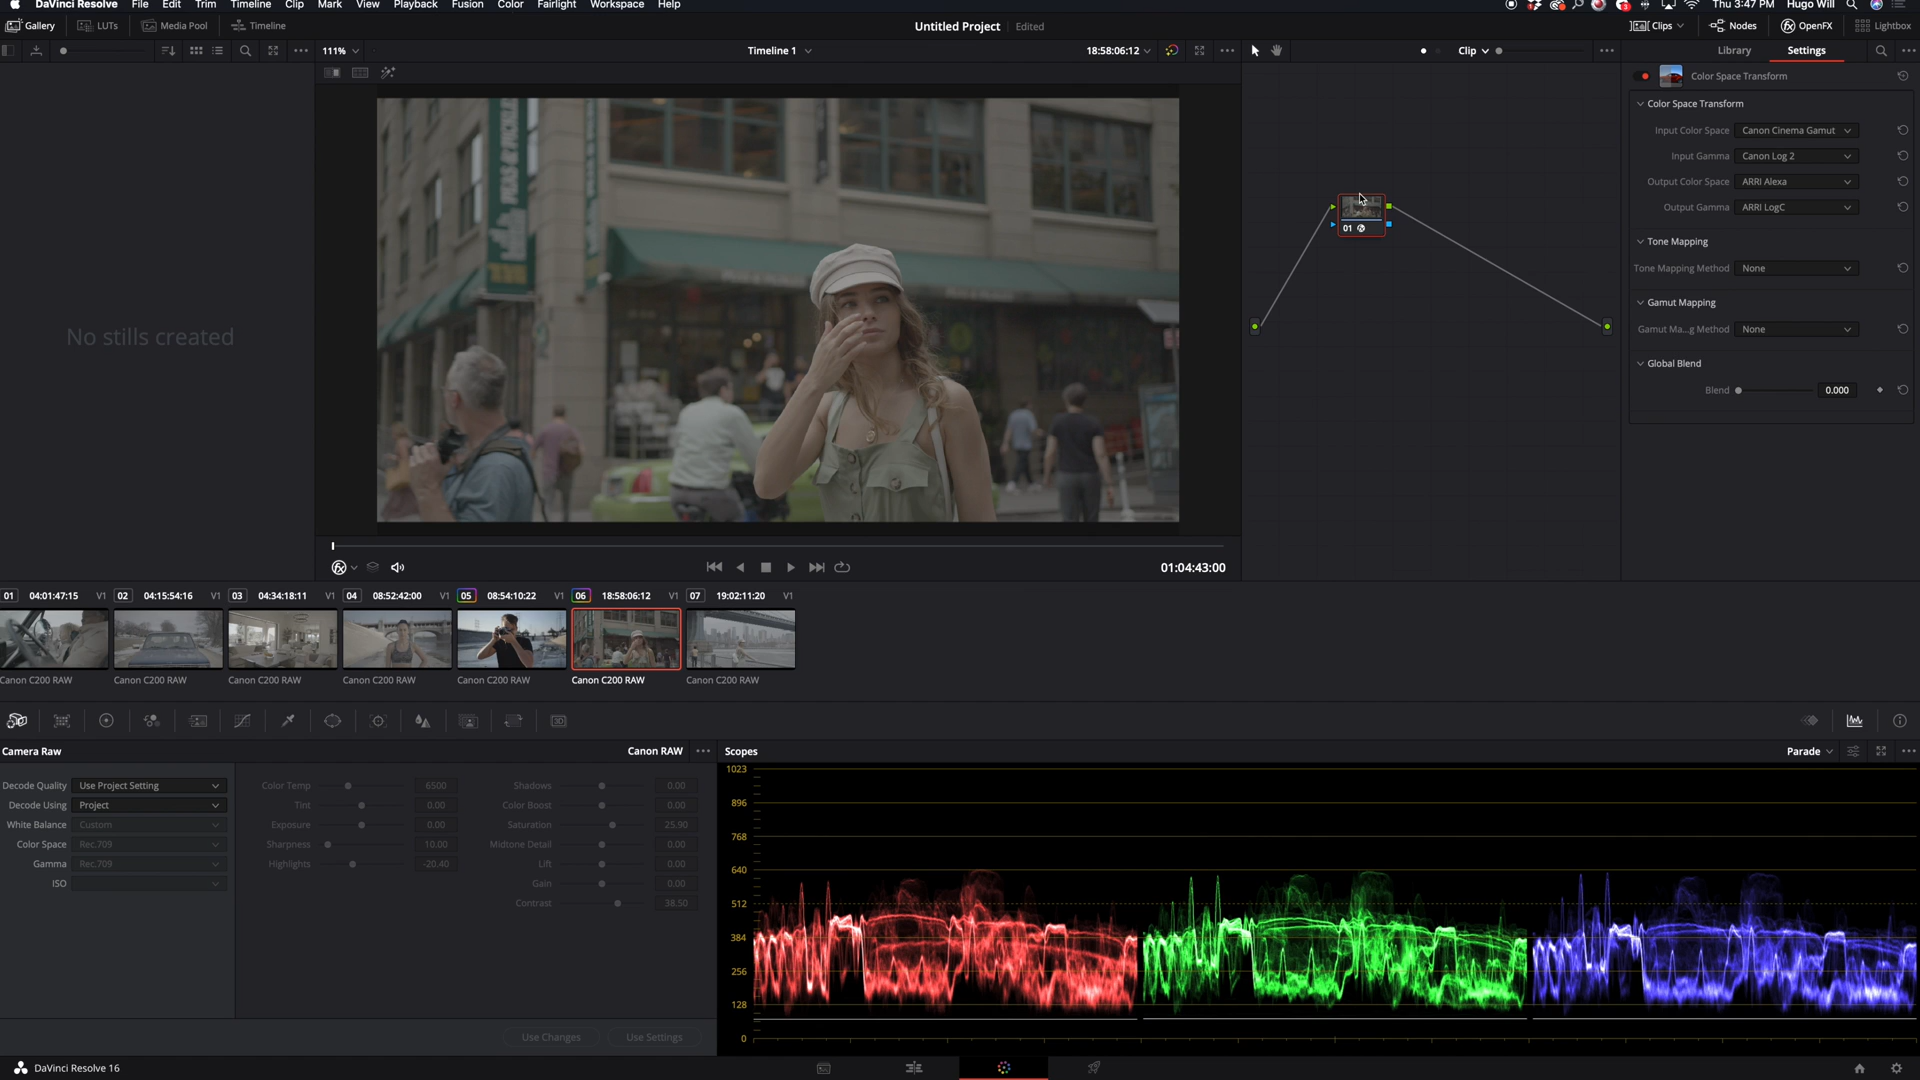 DaVinci Resolve File Edit Trim Timeline Clip Mark View Playback Fusion Color Fairlight Workspace Help
Thu 3:47 PM Hugo Will
Gallery LUTs Media Pool Timeline
Untitled Project Edited
Clips Nodes OpenFX Lightbox
111% Timeline 1 18:58:06:12
Clip
Library Settings
Color Space Transform
Color Space Transform
Input Color Space Canon Cinema Gamut
Input Gamma Canon Log 2
Output Color Space ARRI Alexa
Output Gamma ARRI LogC
Tone Mapping
Tone Mapping Method None
Gamut Mapping
Gamut Ma...g Method None
Global Blend
Blend 0.000
01
No stills created
01:04:43:00
01 04:01:47:15 V1 02 04:15:54:16 V1 03 04:34:18:11 V1 04 08:52:42:00 V1 05 08:54:10:22 V1 06 18:58:06:12 V1 07 19:02:11:20 V1
Canon C200 RAW Canon C200 RAW Canon C200 RAW Canon C200 RAW Canon C200 RAW Canon C200 RAW Canon C200 RAW
3D
Camera Raw Canon RAW
Decode Quality Use Project Setting
Decode Using Project
White Balance Custom
Color Space Rec.709
Gamma Rec.709
ISO
Color Temp 6500
Tint 0.00
Exposure 0.00
Sharpness 10.00
Highlights -20.40
Shadows 0.00
Color Boost 0.00
Saturation 25.90
Midtone Detail 0.00
Lift 0.00
Gain 0.00
Contrast 38.50
Use Changes Use Settings
Scopes Parade
1023
896
768
640
512
384
256
128
0
DaVinci Resolve 16